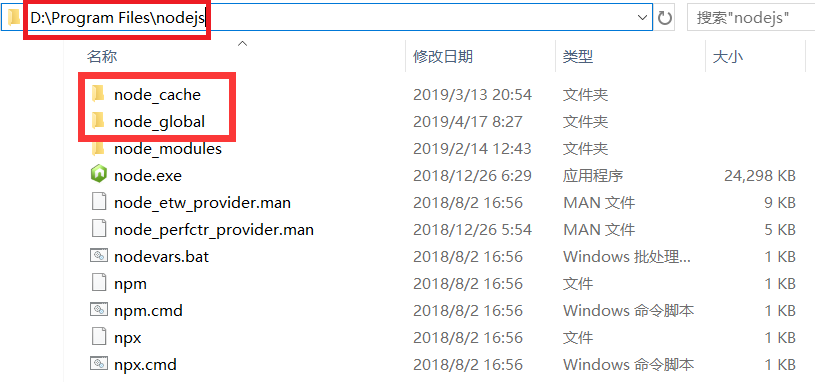 D:\Program Files\nodejs 搜索"nodejs"
名称 修改日期 类型 大小
node_cache 2019/3/13 20:54 文件夹
node_global 2019/4/17 8:27 文件夹
node_modules 2019/2/14 12:43 文件夹
node.exe 2018/12/26 6:29 应用程序 24,298 KB
node_etw_provider.man 2018/8/2 16:56 MAN 文件 9 KB
node_perfctr_provider.man 2018/12/26 5:54 MAN 文件 5 KB
nodevars.bat 2018/8/2 16:56 Windows 批处理... 1 KB
npm 2018/8/2 16:56 文件 1 KB
npm.cmd 2018/8/2 16:56 Windows 命令脚本 1 KB
npx 2018/8/2 16:56 文件 1 KB
npx.cmd 2018/8/2 16:56 Windows 命令脚本 1 KB